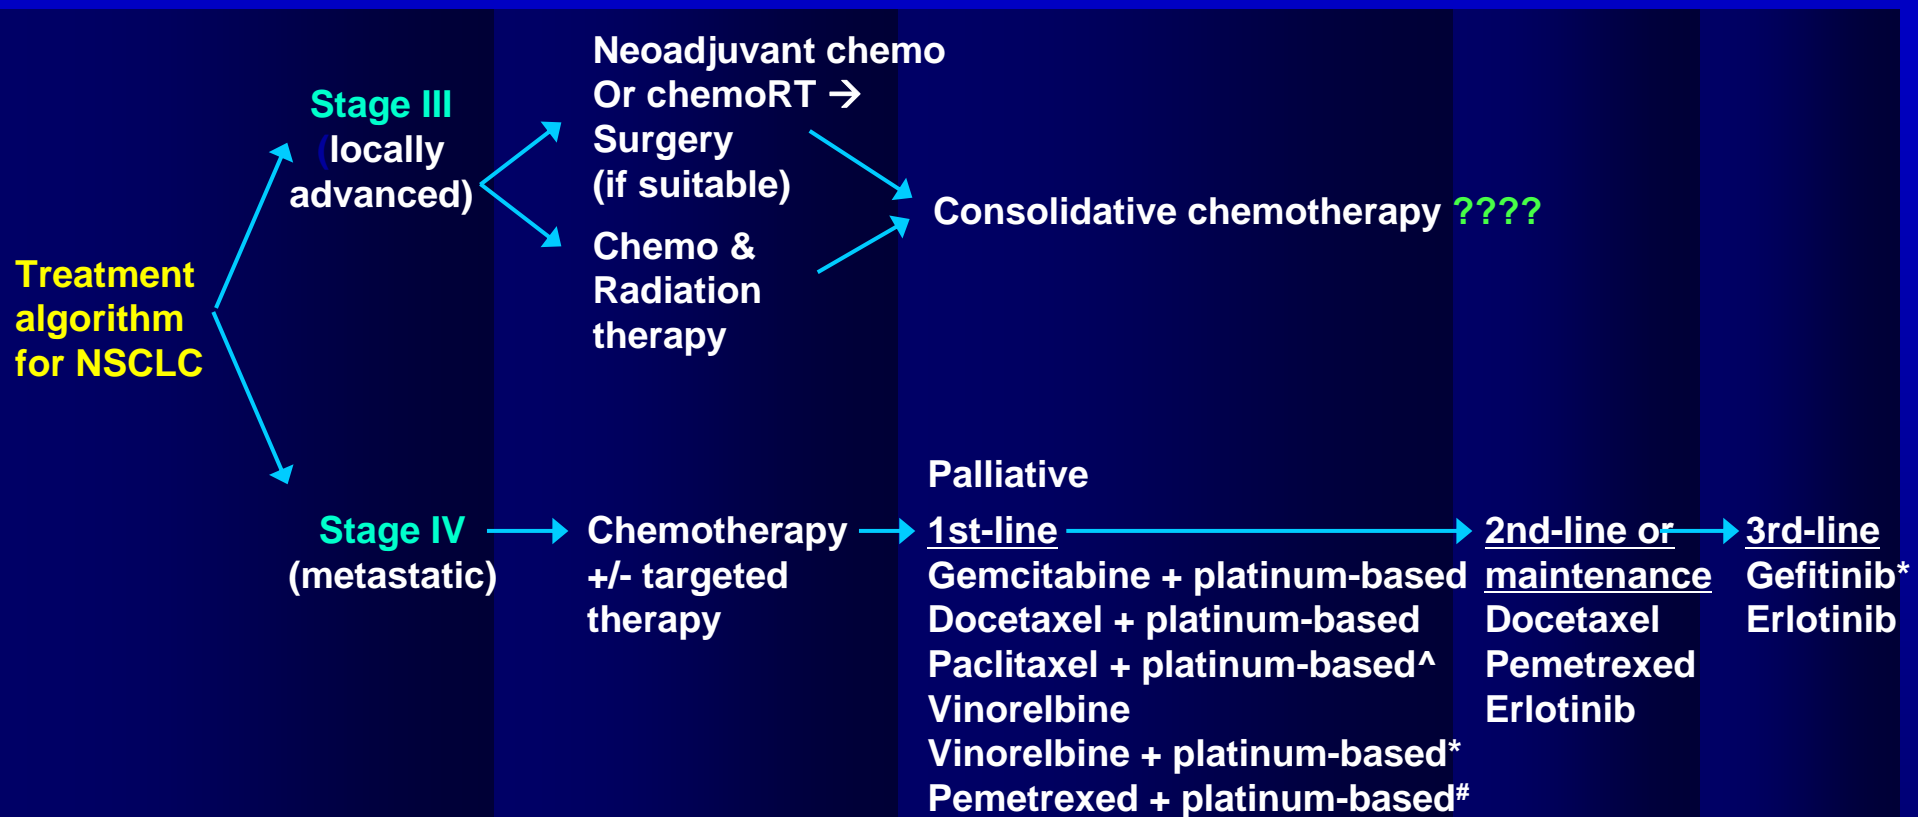 Treatment
algorithm
for NSCLC
Stage III
(locally
advanced)
Neoadjuvant chemo
Or chemoRT →
Surgery
(if suitable)
Chemo &
Radiation
therapy
Consolidative chemotherapy ????
Stage IV
(metastatic)
Chemotherapy
+/- targeted
therapy
Palliative
1st-line
Gemcitabine + platinum-based
Docetaxel + platinum-based
Paclitaxel + platinum-based^
Vinorelbine
Vinorelbine + platinum-based*
Pemetrexed + platinum-based#
2nd-line or
maintenance
Docetaxel
Pemetrexed
Erlotinib
3rd-line
Gefitinib*
Erlotinib